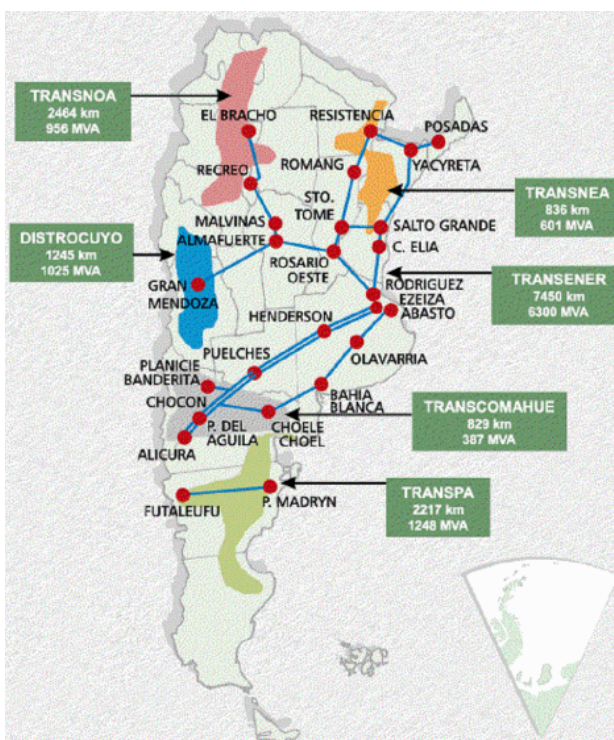 TRANSNOA
2464 km
956 MVA
EL BRACHO
RESISTENCIA
POSADAS
ROMANG
YACYRETA
RECREO
STO.
TOME
TRANSNEA
836 km
601 MVA
MALVINAS
SALTO GRANDE
ALMAFUERTE
C. ELIA
DISTROCUYO
1245 km
1025 MVA
ROSARIO
OESTE
GRAN
MENDOZA
RODRIGUEZ
EZEIZA
ABASTO
TRANSENER
7450 km
6300 MVA
HENDERSON
PUELCHES
OLAVARRIA
PLANICIE
BANDERITA
BAHIA
BLANCA
CHOCON
P. DEL
AGUILA
CHOELE
CHOEL
TRANSCOMAHUE
829 km
387 MVA
ALICURA
FUTALEUFU
P. MADRYN
TRANSPA
2217 km
1248 MVA